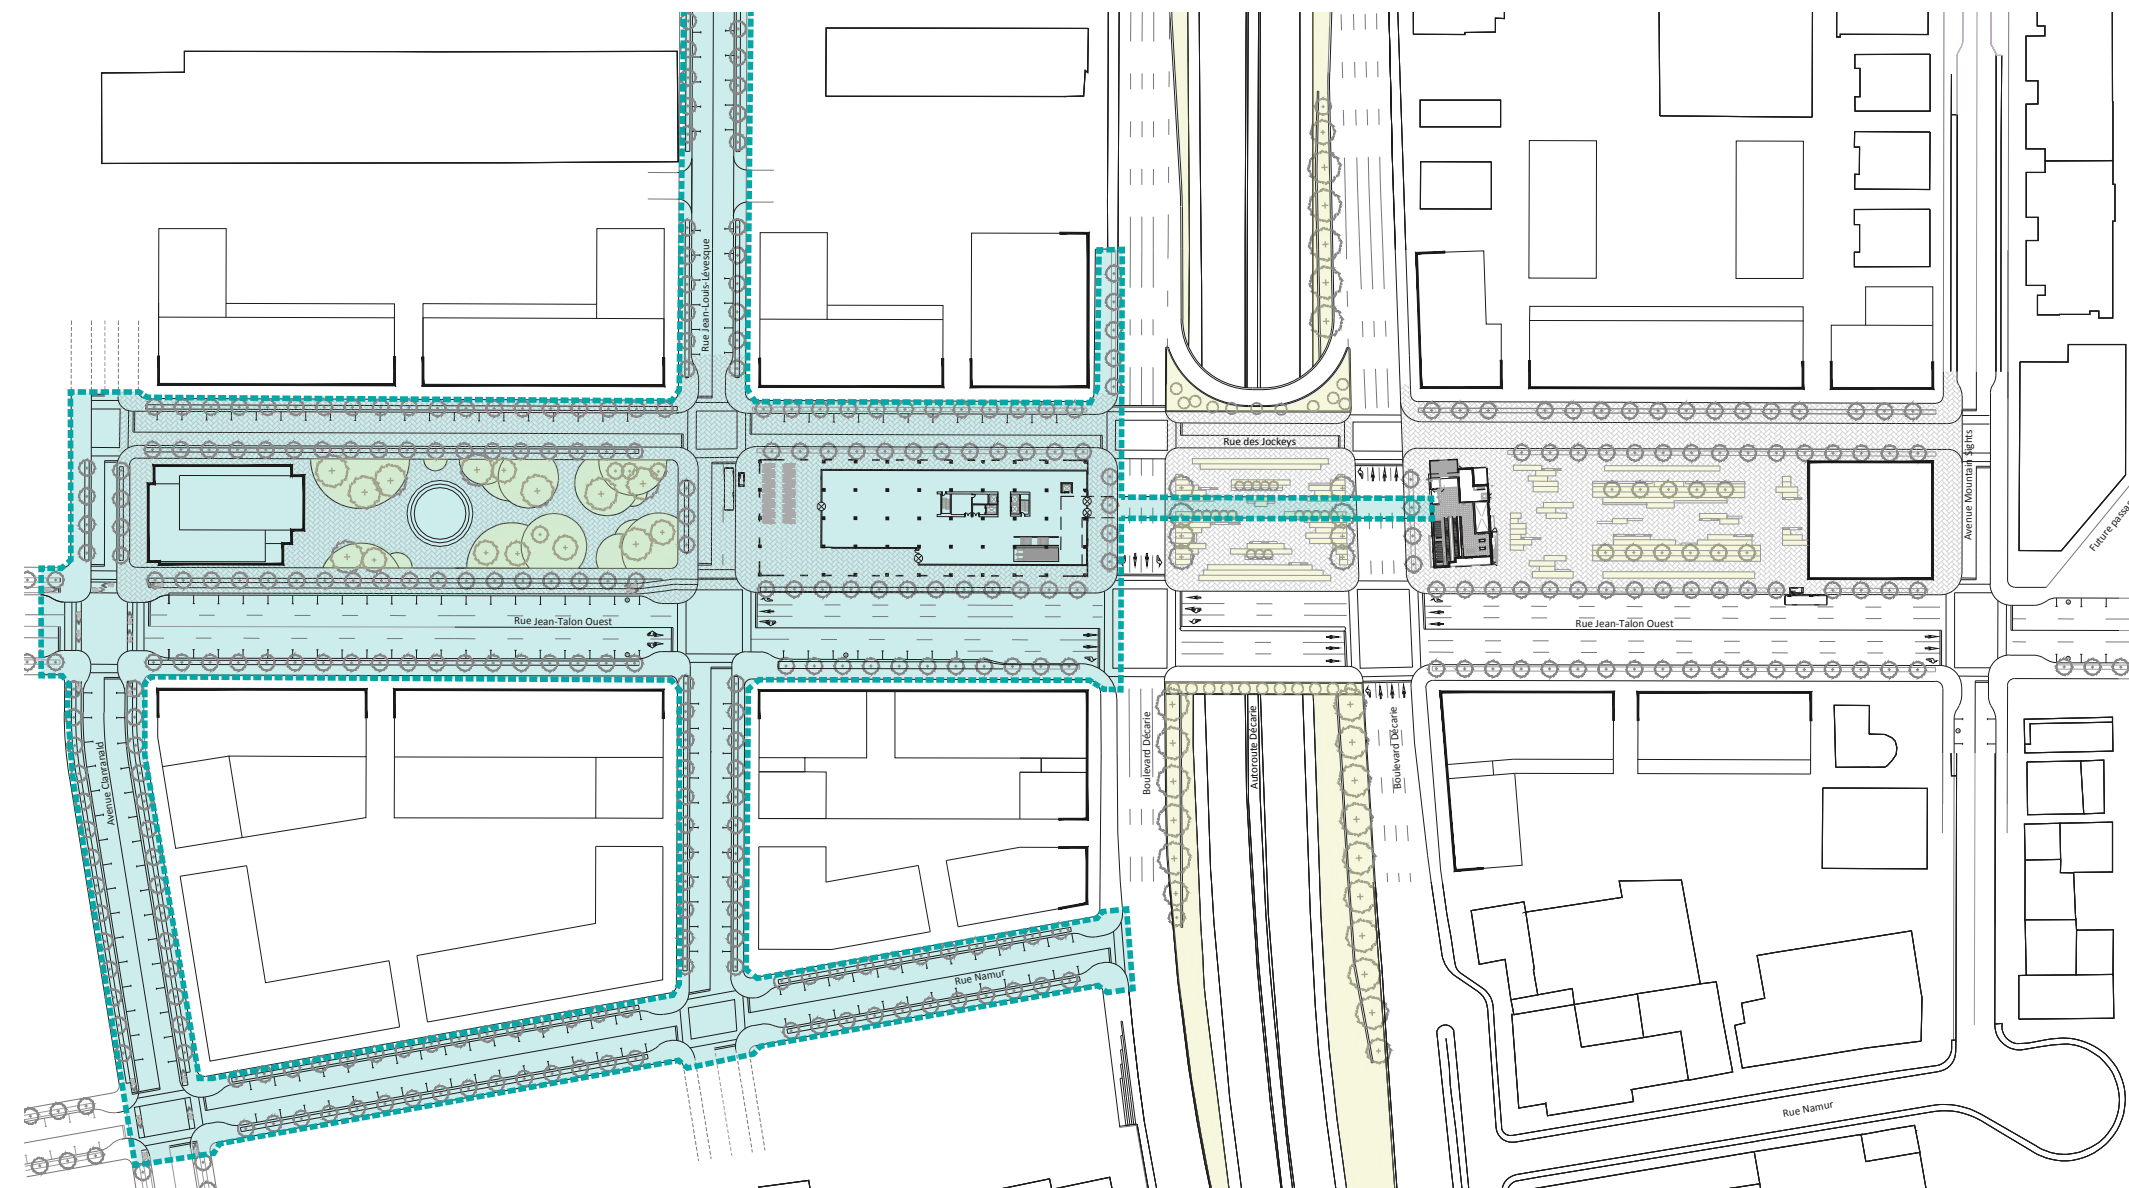 Rue Jean-Louis-Lévesque
Rue des Jockeys
Avenue Mountain Sights
Rue Jean-Talon Ouest
Rue Jean-Talon Ouest
Avenue Clanranald
Boulevard Décarie
Autoroute Décarie
Boulevard Décarie
Rue Namur
Rue Namur